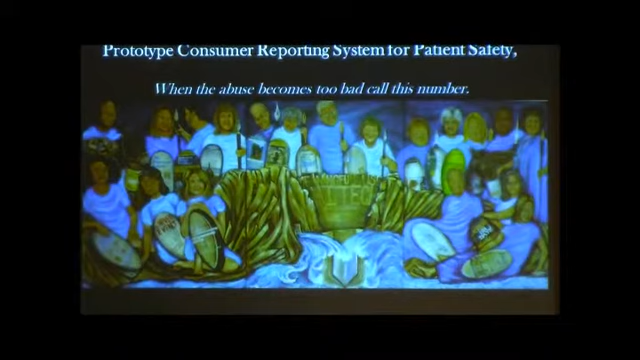 Prototype Consumer Reporting System for Patient Safety,
When the abuse becomes too bad call this number.